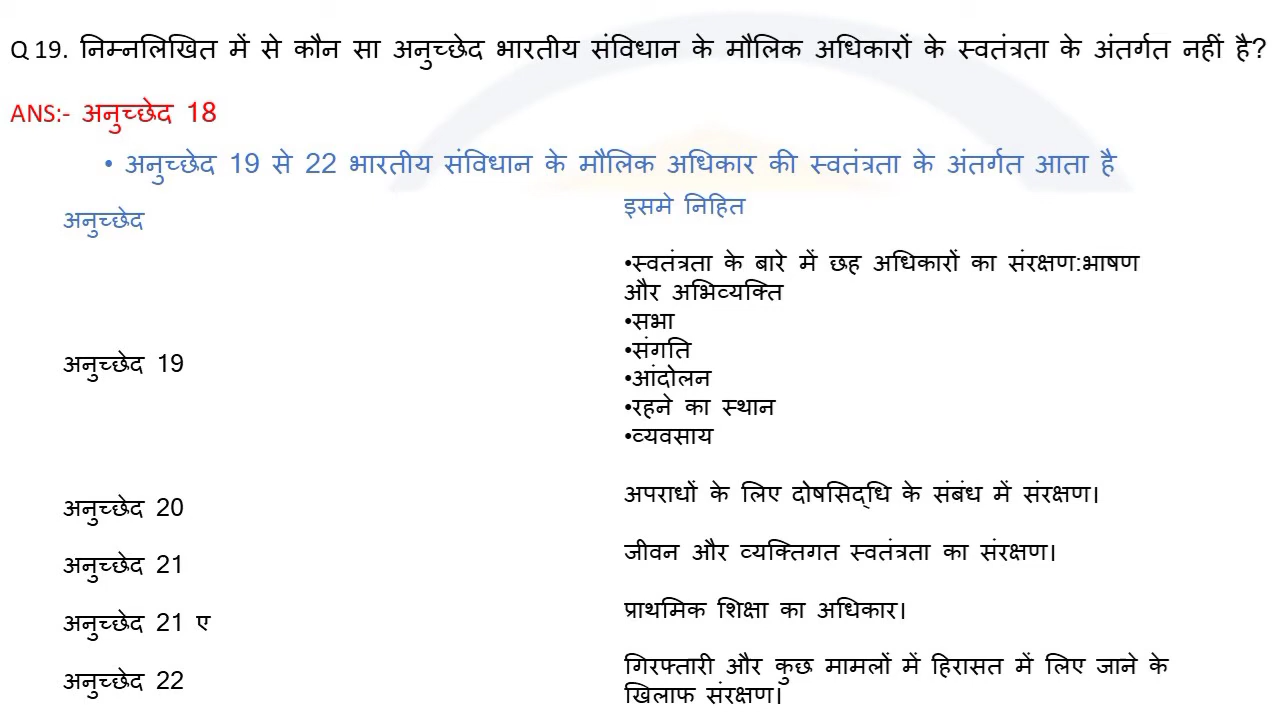 Q 19. निम्नलिखित में से कौन सा अनुच्छेद भारतीय संविधान के मौलिक अधिकारों के स्वतंत्रता के अंतर्गत नहीं है?
ANS:- अनुच्छेद 18
• अनुच्छेद 19 से 22 भारतीय संविधान के मौलिक अधिकार की स्वतंत्रता के अंतर्गत आता है
अनुच्छेद
इसमे निहित
अनुच्छेद 19
•स्वतंत्रता के बारे में छह अधिकारों का संरक्षण:भाषण
और अभिव्यक्ति
•सभा
•संगति
•आंदोलन
•रहने का स्थान
•व्यवसाय
अनुच्छेद 20
अपराधों के लिए दोषसिद्धि के संबंध में संरक्षण।
अनुच्छेद 21
जीवन और व्यक्तिगत स्वतंत्रता का संरक्षण।
अनुच्छेद 21 ए
प्राथमिक शिक्षा का अधिकार।
अनुच्छेद 22
गिरफ्तारी और कुछ मामलों में हिरासत में लिए जाने के
खिलाफ संरक्षण।